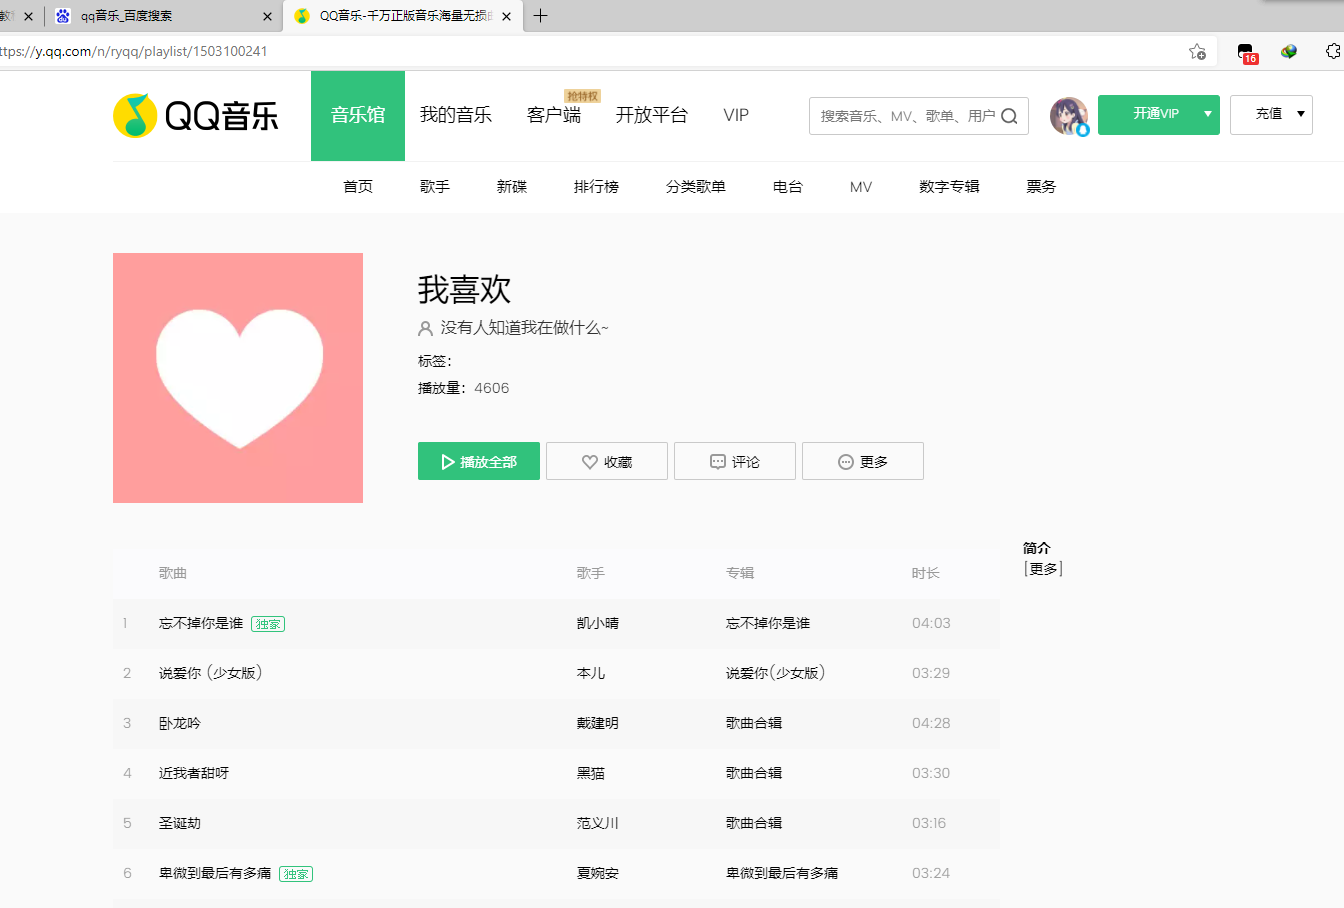 qq音乐_百度搜索
QQ音乐-千万正版音乐海量无损
ttps://y.qq.com/n/ryqq/playlist/1503100241
16
QQ音乐
音乐馆
我的音乐
客户端
抢特权
开放平台
VIP
搜索音乐、MV、歌单、用户
开通VIP
充值
首页 歌手 新碟 排行榜 分类歌单 电台 MV 数字专辑 票务
我喜欢
没有人知道我在做什么~
标签：
播放量：4606
播放全部 收藏 评论 更多
简介
[更多]
歌曲 歌手 专辑 时长
1 忘不掉你是谁 独家 凯小晴 忘不掉你是谁 04:03
2 说爱你 (少女版) 本儿 说爱你(少女版) 03:29
3 卧龙吟 戴建明 歌曲合辑 04:28
4 近我者甜呀 黑猫 歌曲合辑 03:30
5 圣诞劫 范义川 歌曲合辑 03:16
6 卑微到最后有多痛 独家 夏婉安 卑微到最后有多痛 03:24